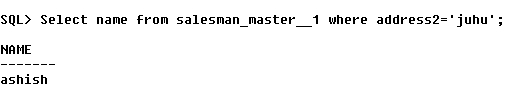 SQL> Select name from salesman_master__1 where address2='juhu';
NAME
-------
ashish